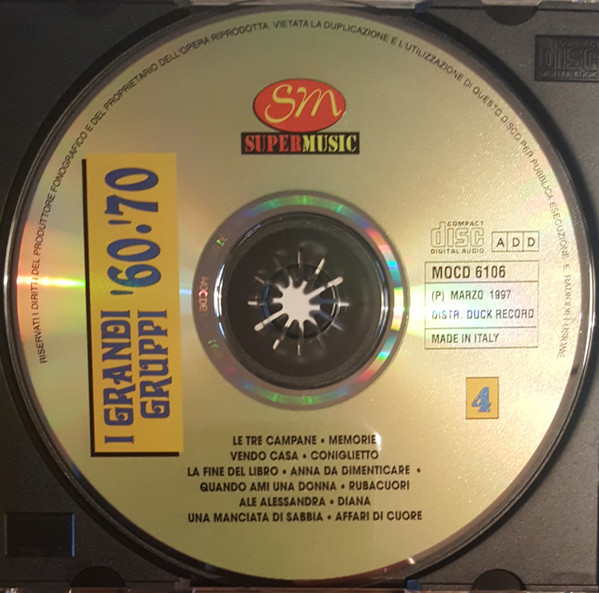 RISERVATI I DIRITTI DEL PRODUTTORE FONOGRAFICO E DEL PROPRIETARIO DELL'OPERA RIPRODOTTA. VIETATA LA DUPLICAZIONE E L'UTILIZZAZIONE DI QUESTO DISCO PER PUBBLICA ESECUZIONE E RADIODIFFUSIONE
SM
SUPERMUSIC
I GRANDI '60.'70
GRUPPI
COMPACT
disc
DIGITAL AUDIO
A D D
MOCD 6106
(P) MARZO 1997
DISTR. DUCK RECORD
MADE IN ITALY
4
LE TRE CAMPANE • MEMORIE
VENDO CASA • CONIGLIETTO
LA FINE DEL LIBRO • ANNA DA DIMENTICARE •
QUANDO AMI UNA DONNA • RUBACUORI
ALE ALESSANDRA • DIANA
UNA MANCIATA DI SABBIA • AFFARI DI CUORE